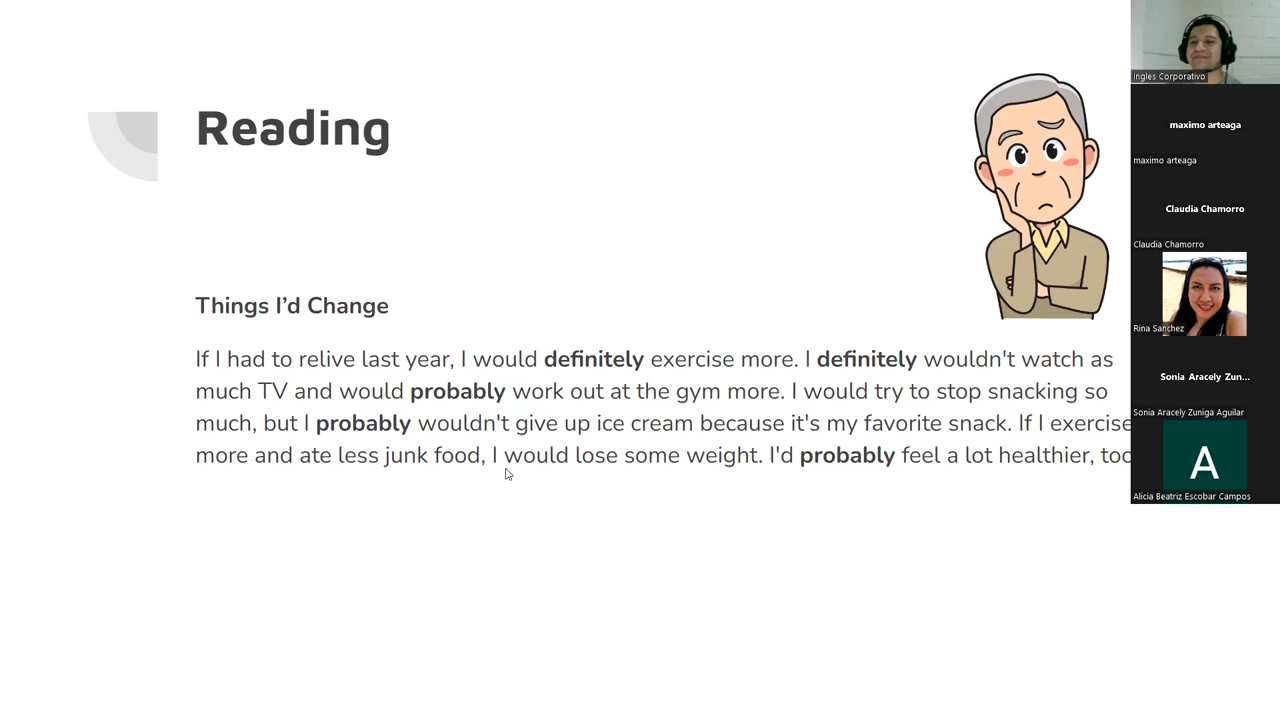 Reading
Things I’d Change
If I had to relive last year, I would definitely exercise more. I definitely wouldn't watch as
much TV and would probably work out at the gym more. I would try to stop snacking so
much, but I probably wouldn't give up ice cream because it's my favorite snack. If I exercise
more and ate less junk food, I would lose some weight. I'd probably feel a lot healthier, too
Ingles Corporativo
maximo arteaga
maximo arteaga
Claudia Chamorro
Claudia Chamorro
Rina Sanchez
Sonia Aracely Zun...
Sonia Aracely Zuniga Aguilar
A
Alicia Beatriz Escobar Campos